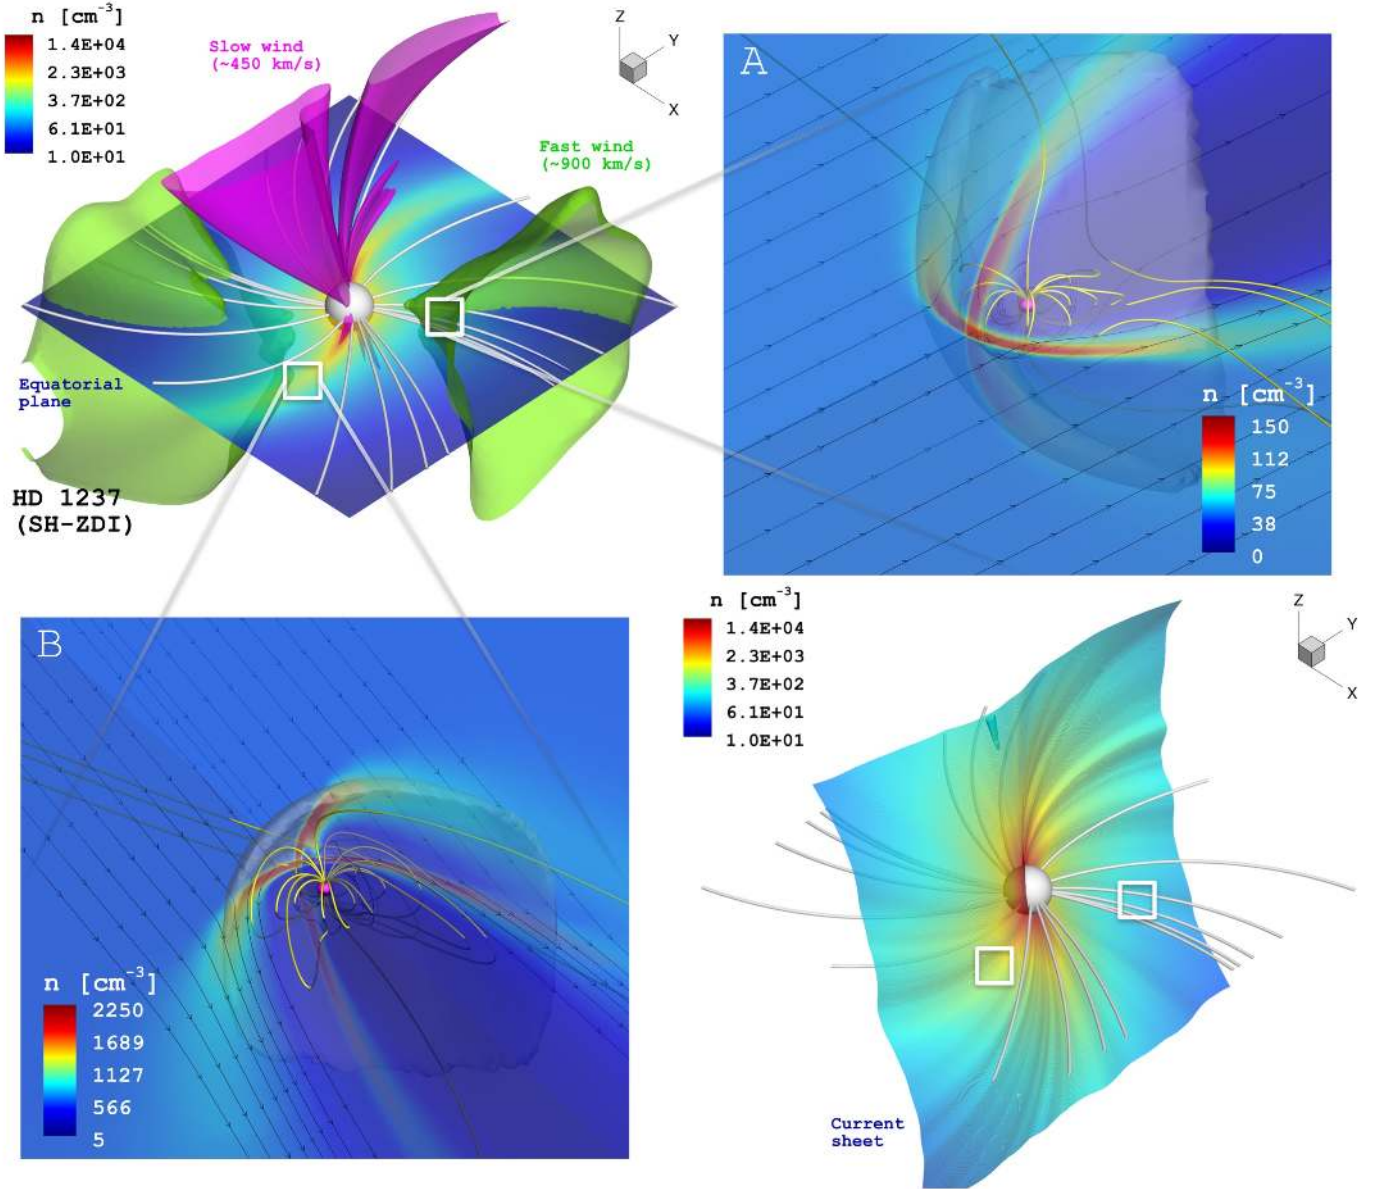 n [cm⁻³]
1.4E+04
2.3E+03
3.7E+02
6.1E+01
1.0E+01
Slow wind
(~450 km/s)
Z
Y
X
Fast wind
(~900 km/s)
Equatorial
plane
HD 1237
(SH-ZDI)
A
n [cm⁻³]
150
112
75
38
0
B
n [cm⁻³]
2250
1689
1127
566
5
n [cm⁻³]
1.4E+04
2.3E+03
3.7E+02
6.1E+01
1.0E+01
Z
Y
X
Current
sheet